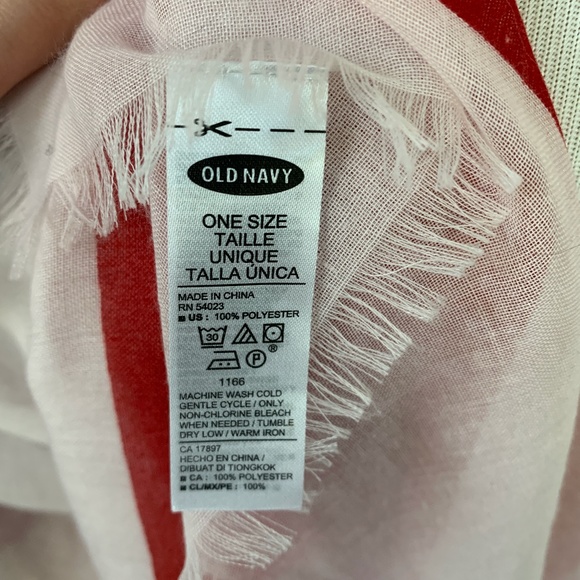 OLD NAVY
ONE SIZE
TAILLE
UNIQUE
TALLA ÚNICA
MADE IN CHINA
RN 54023
■ US : 100% POLYESTER
30
P
®
1166
MACHINE WASH COLD
GENTLE CYCLE / ONLY
NON-CHLORINE BLEACH
WHEN NEEDED / TUMBLE
DRY LOW / WARM IRON
CA 17897
HECHO EN CHINA /
DIBUAT DI TIONGKOK
■ CA : 100% POLYESTER
■ CL/MX/PE : 100%